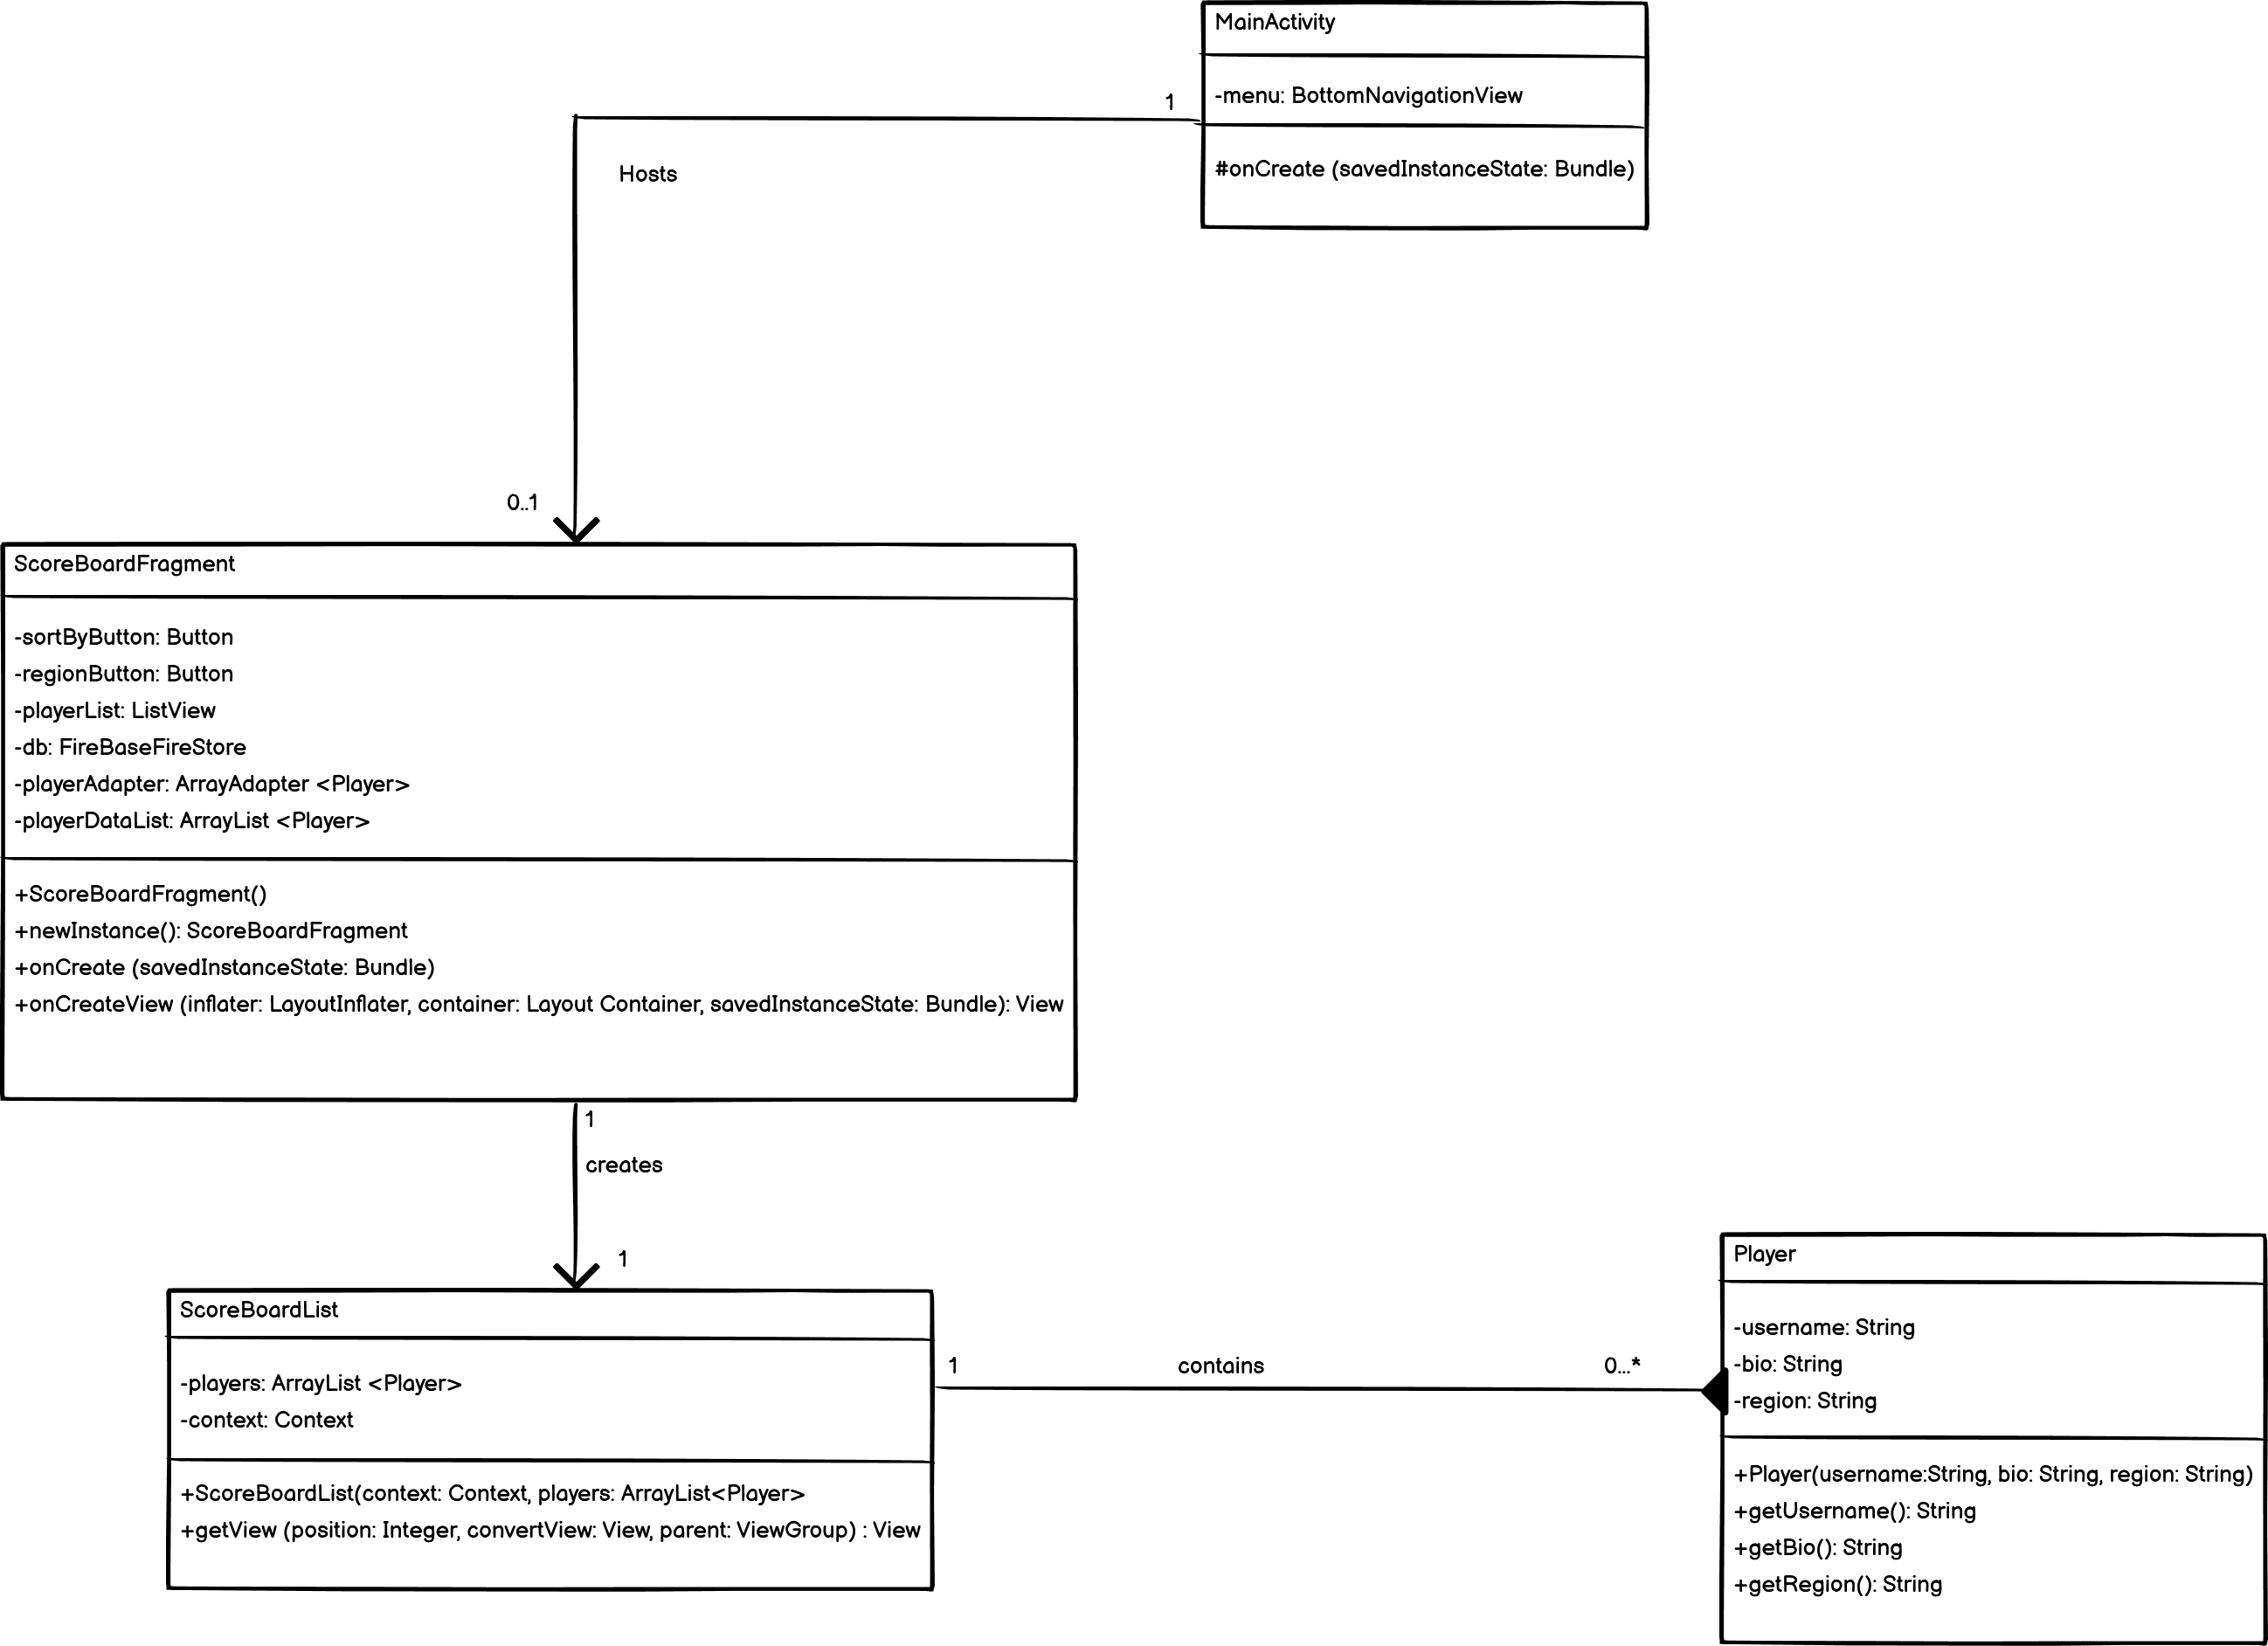 MainActivity
-menu: BottomNavigationView
#onCreate (savedInstanceState: Bundle)
1
Hosts
0..1
ScoreBoardFragment
-sortByButton: Button
-regionButton: Button
-playerList: ListView
-db: FireBaseFireStore
-playerAdapter: ArrayAdapter <Player>
-playerDataList: ArrayList <Player>
+ScoreBoardFragment()
+newInstance(): ScoreBoardFragment
+onCreate (savedInstanceState: Bundle)
+onCreateView (inflater: LayoutInflater, container: Layout Container, savedInstanceState: Bundle): View
1
creates
1
ScoreBoardList
-players: ArrayList <Player>
-context: Context
+ScoreBoardList(context: Context, players: ArrayList<Player>
+getView (position: Integer, convertView: View, parent: ViewGroup) : View
1
contains
0...*
Player
-username: String
-bio: String
-region: String
+Player(username:String, bio: String, region: String)
+getUsername(): String
+getBio(): String
+getRegion(): String